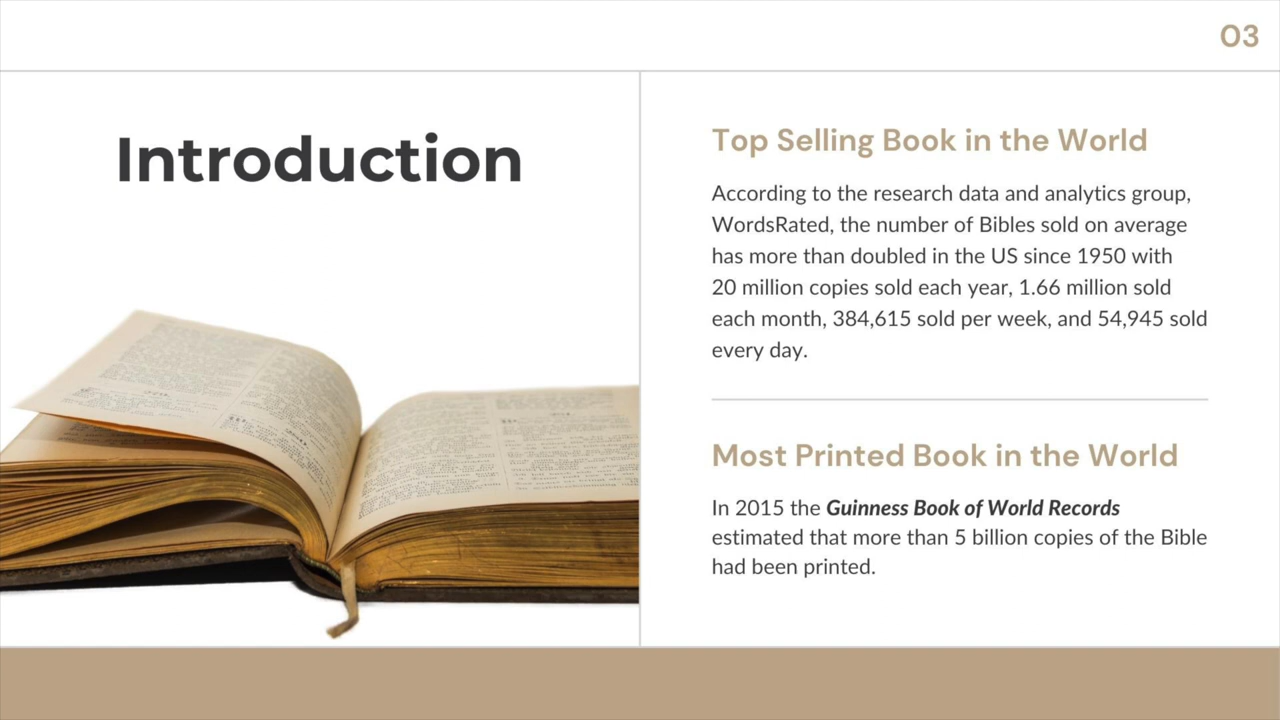 03
Introduction
Top Selling Book in the World
According to the research data and analytics group,
WordsRated, the number of Bibles sold on average
has more than doubled in the US since 1950 with
20 million copies sold each year, 1.66 million sold
each month, 384,615 sold per week, and 54,945 sold
every day.
Most Printed Book in the World
In 2015 the Guinness Book of World Records
estimated that more than 5 billion copies of the Bible
had been printed.